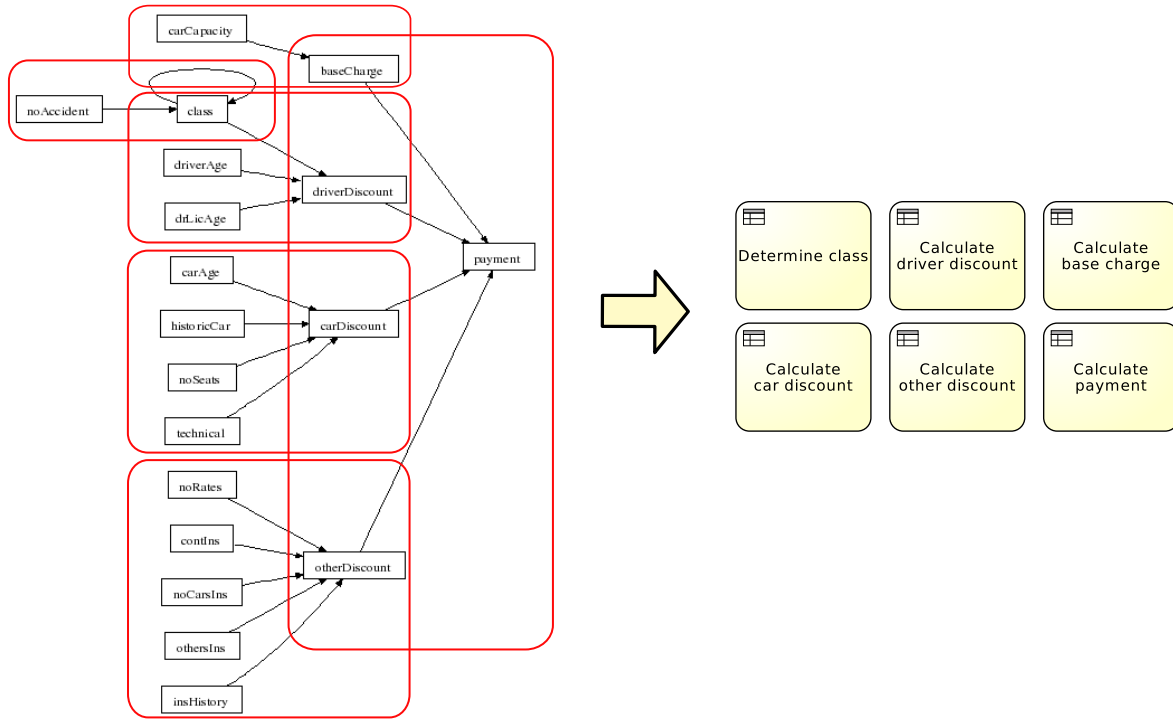 carCapacity
baseCharge
noAccident
class
driverAge
driverDiscount
drLicAge
payment
carAge
historicCar
carDiscount
noSeats
technical
noRates
contIns
otherDiscount
noCarsIns
othersIns
insHistory
Determine class
Calculate
driver discount
Calculate
base charge
Calculate
car discount
Calculate
other discount
Calculate
payment